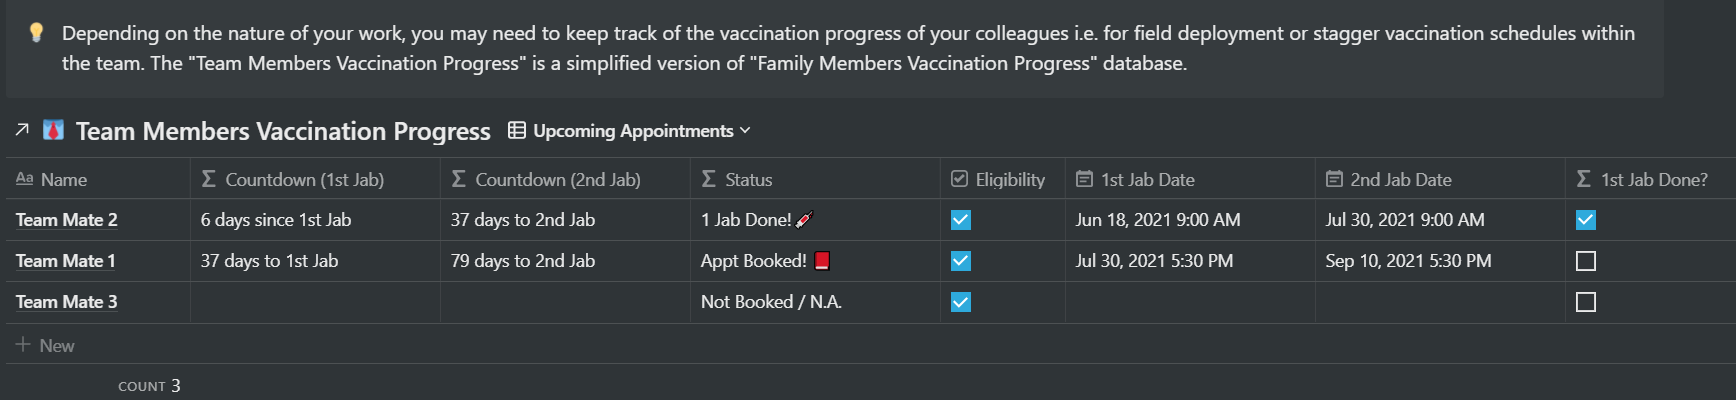 Depending on the nature of your work, you may need to keep track of the vaccination progress of your colleagues i.e. for field deployment or stagger vaccination schedules within
the team. The "Team Members Vaccination Progress" is a simplified version of "Family Members Vaccination Progress" database.
Team Members Vaccination Progress Upcoming Appointments
Aa Name Σ Countdown (1st Jab) Σ Countdown (2nd Jab) Σ Status Eligibility 1st Jab Date 2nd Jab Date Σ 1st Jab Done?
Team Mate 2 6 days since 1st Jab 37 days to 2nd Jab 1 Jab Done! Jun 18, 2021 9:00 AM Jul 30, 2021 9:00 AM
Team Mate 1 37 days to 1st Jab 79 days to 2nd Jab Appt Booked! Jul 30, 2021 5:30 PM Sep 10, 2021 5:30 PM
Team Mate 3 Not Booked / N.A.
+ New
COUNT 3